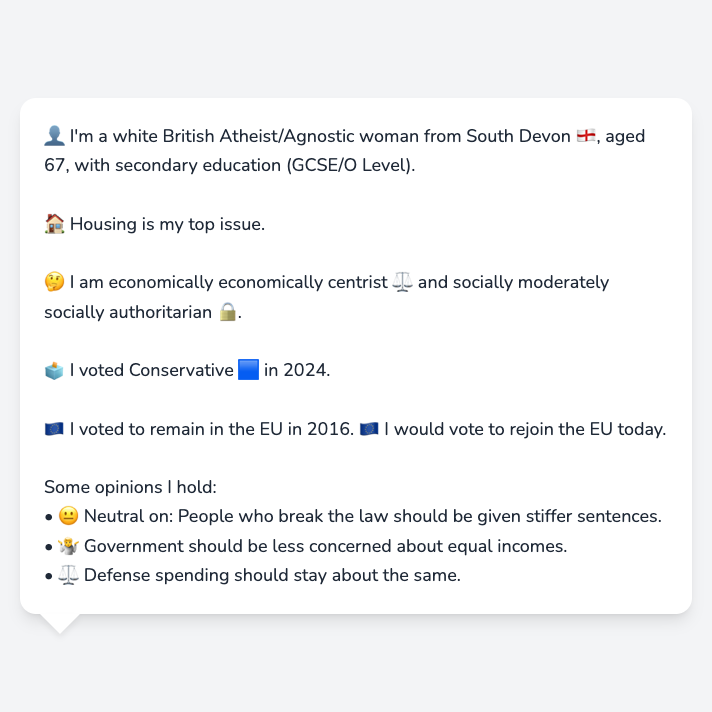 👤 I'm a white British Atheist/Agnostic woman from South Devon 🏴󠁧󠁢󠁥󠁮󠁧󠁿, aged
67, with secondary education (GCSE/O Level).
🏠 Housing is my top issue.
🤔 I am economically economically centrist ⚖️ and socially moderately
socially authoritarian 🔒.
🗳️ I voted Conservative 🟦 in 2024.
🇪🇺 I voted to remain in the EU in 2016. 🇪🇺 I would vote to rejoin the EU today.
Some opinions I hold:
• 😐 Neutral on: People who break the law should be given stiffer sentences.
• 🤷 Government should be less concerned about equal incomes.
• ⚖️ Defense spending should stay about the same.